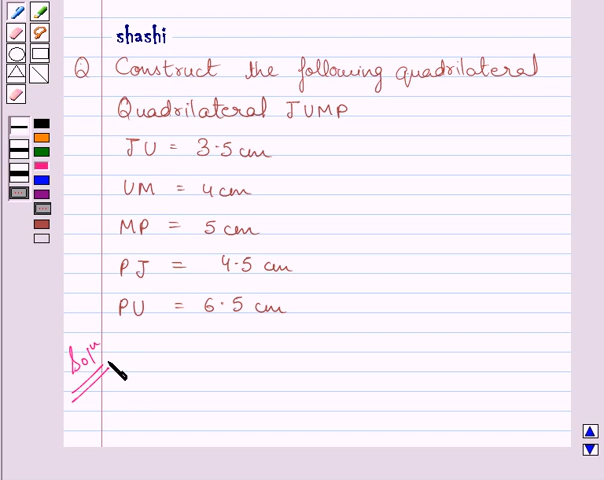 shashi
Q Construct the following quadrilateral
Quadrilateral JUMP
JU = 3.5 cm
UM = 4 cm
MP = 5 cm
PJ = 4.5 cm
PU = 6.5 cm
Solⁿ